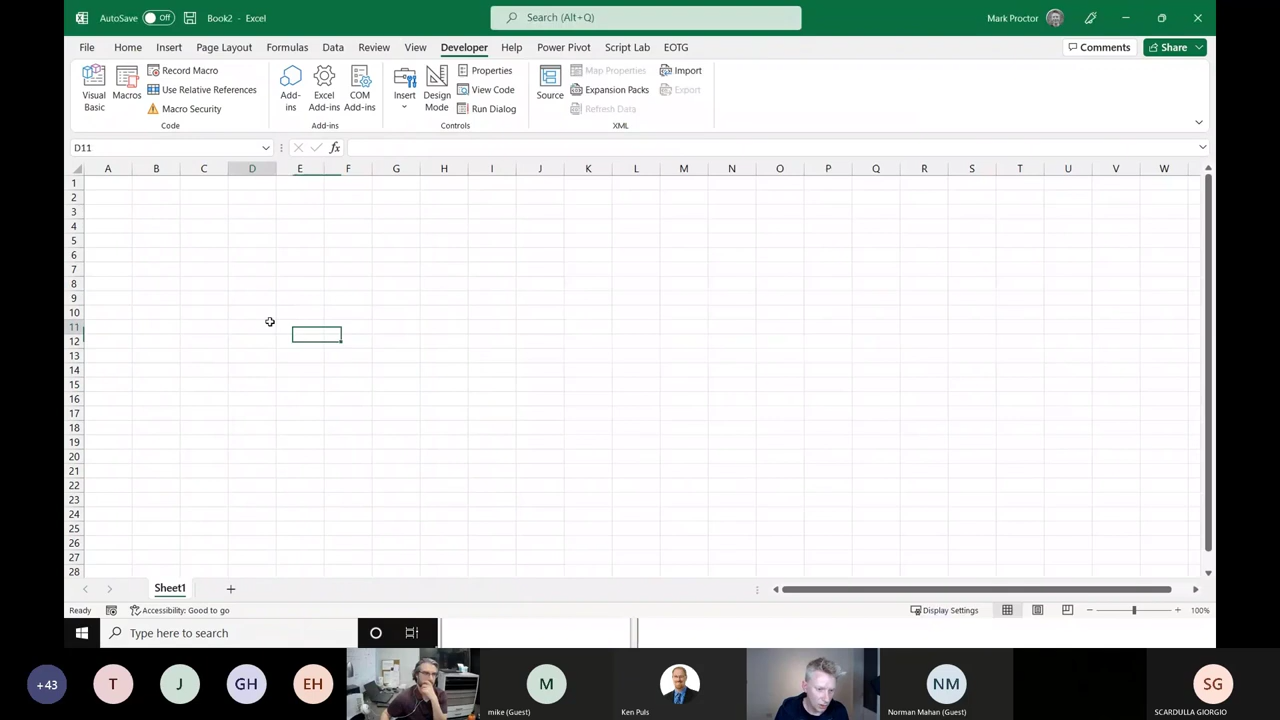 AutoSave Off Book2 - Excel Search (Alt+Q) Mark Proctor
File Home Insert Page Layout Formulas Data Review View Developer Help Power Pivot Script Lab EOTG Comments Share
Visual Basic
Macros
Record Macro
Use Relative References
Macro Security
Code
Add-ins
Excel Add-ins
COM Add-ins
Add-ins
Insert
Design Mode
Properties
View Code
Run Dialog
Controls
Source
Map Properties
Expansion Packs
Refresh Data
Import
Export
XML
D11 fx
A B C D E F G H I J K L M N O P Q R S T U V W
1
2
3
4
5
6
7
8
9
10
11
12
13
14
15
16
17
18
19
20
21
22
23
24
25
26
27
28
Sheet1
Ready Accessibility: Good to go Display Settings 100%
Type here to search
+43 T J GH EH M NM SG
mike (Guest) Ken Puls Norman Mahan (Guest) SCARDULLA GIORGIO